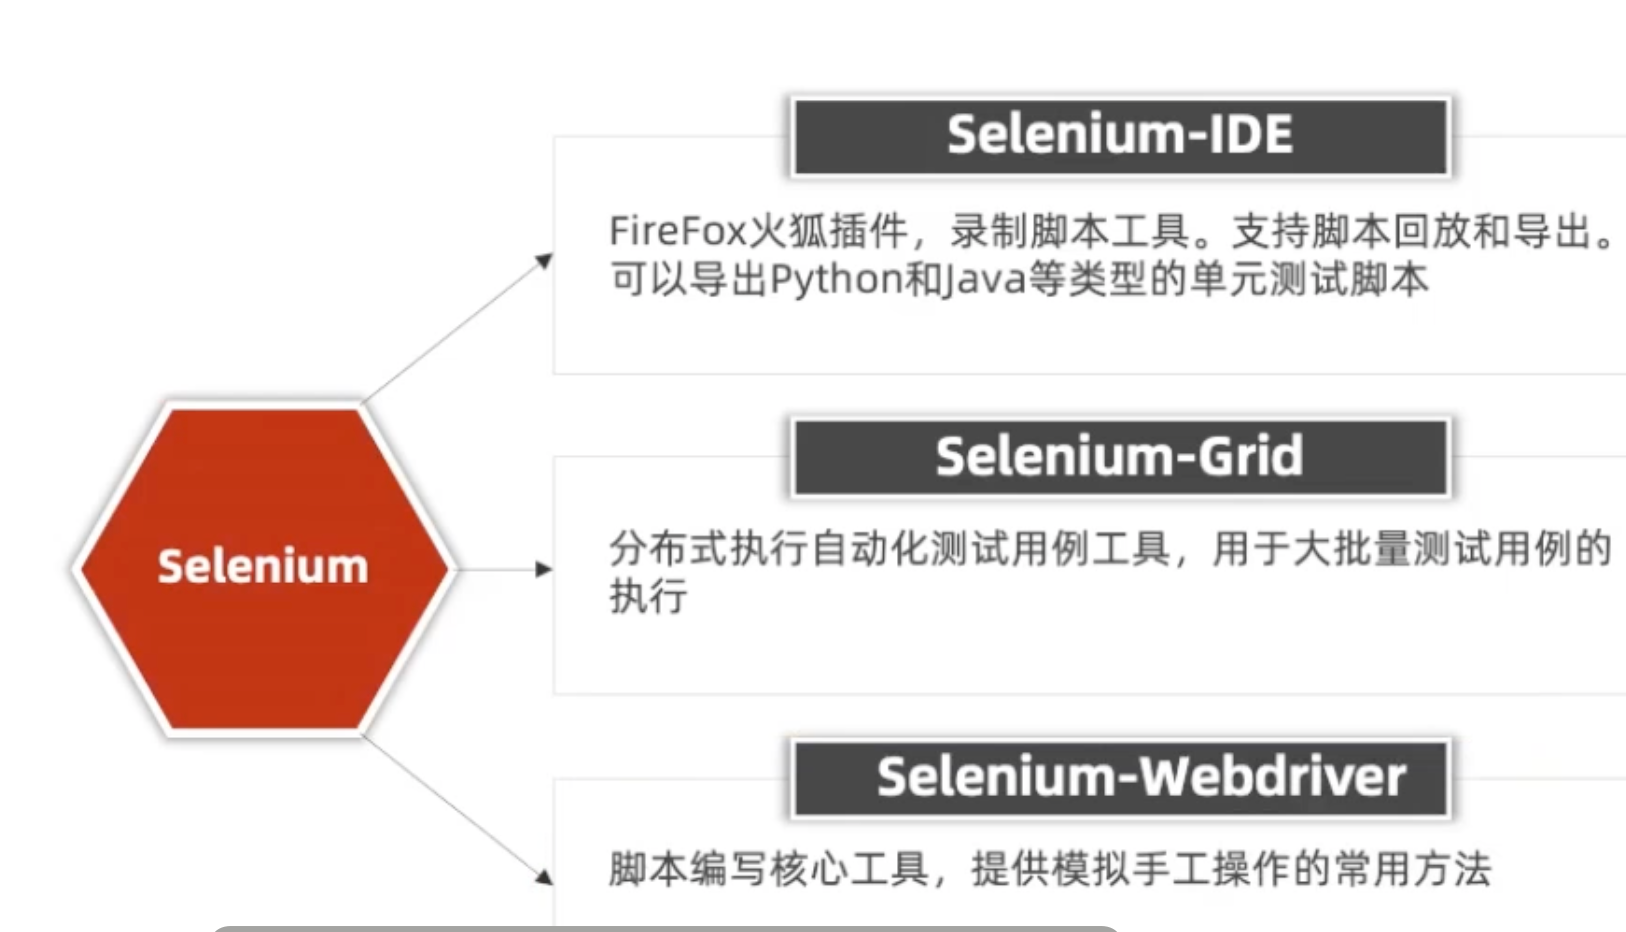 Selenium-IDE
FireFox火狐插件，录制脚本工具。支持脚本回放和导出。
可以导出Python和Java等类型的单元测试脚本
Selenium-Grid
分布式执行自动化测试用例工具，用于大批量测试用例的
执行
Selenium
Selenium-Webdriver
脚本编写核心工具，提供模拟手工操作的常用方法